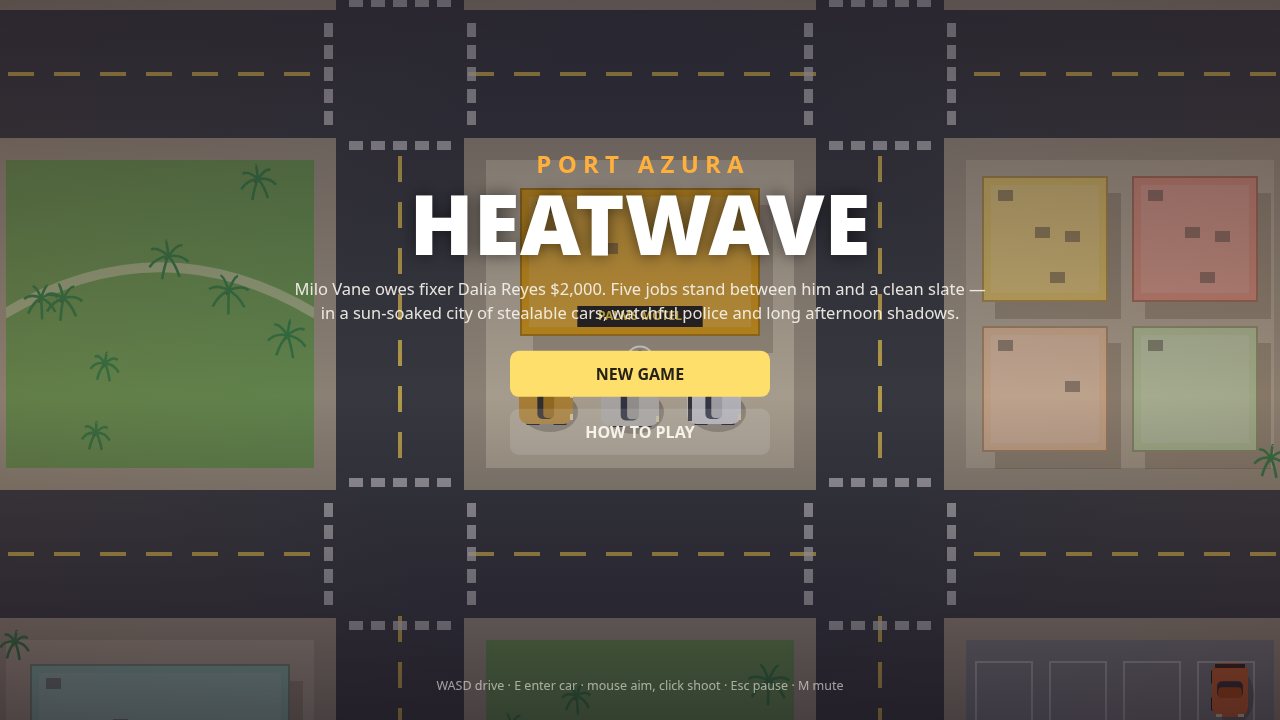 PORT AZURA
HEATWAVE
Milo Vane owes fixer Dalia Reyes $2,000. Five jobs stand between him and a clean slate —
in a sun-soaked city of stealable cars, watchful police and long afternoon shadows.
NEW GAME
HOW TO PLAY
WASD drive · E enter car · mouse aim, click shoot · Esc pause · M mute